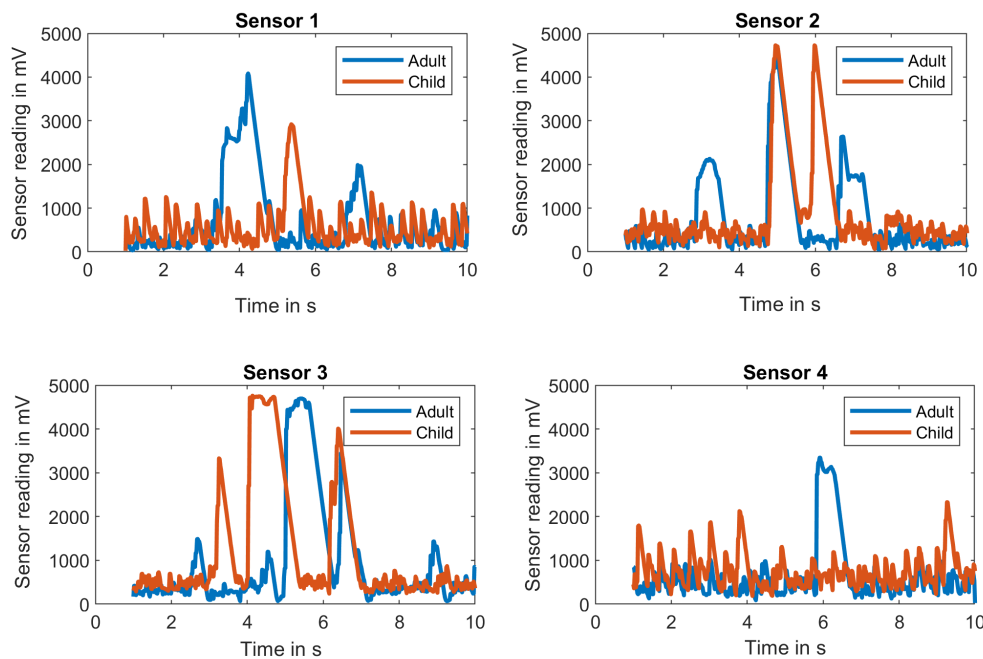 Sensor 1
Sensor reading in mV
5000
4000
3000
2000
1000
0
Adult
Child
0 2 4 6 8 10
Time in s
Sensor 2
Sensor reading in mV
5000
4000
3000
2000
1000
0
Adult
Child
0 2 4 6 8 10
Time in s
Sensor 3
Sensor reading in mV
5000
4000
3000
2000
1000
0
Adult
Child
0 2 4 6 8 10
Time in s
Sensor 4
Sensor reading in mV
5000
4000
3000
2000
1000
0
Adult
Child
0 2 4 6 8 10
Time in s